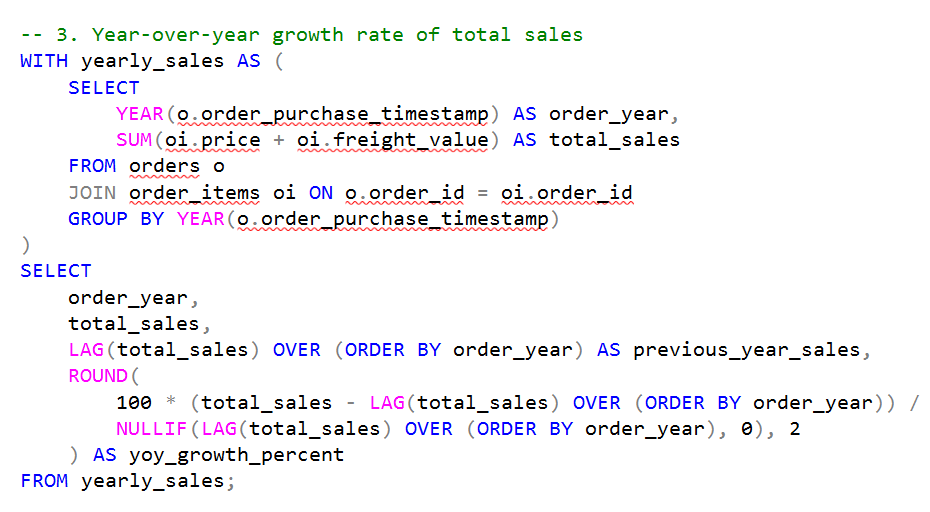 -- 3. Year-over-year growth rate of total sales
WITH yearly_sales AS (
    SELECT
        YEAR(o.order_purchase_timestamp) AS order_year,
        SUM(oi.price + oi.freight_value) AS total_sales
    FROM orders o
    JOIN order_items oi ON o.order_id = oi.order_id
    GROUP BY YEAR(o.order_purchase_timestamp)
)
SELECT
    order_year,
    total_sales,
    LAG(total_sales) OVER (ORDER BY order_year) AS previous_year_sales,
    ROUND(
        100 * (total_sales - LAG(total_sales) OVER (ORDER BY order_year)) /
        NULLIF(LAG(total_sales) OVER (ORDER BY order_year), 0), 2
    ) AS yoy_growth_percent
FROM yearly_sales;